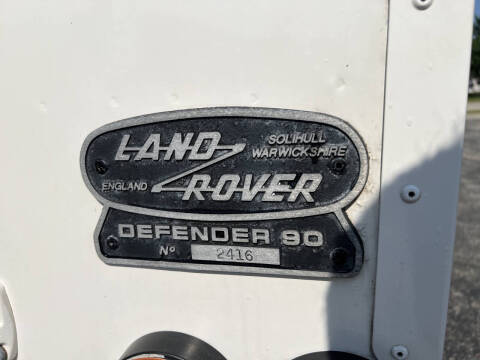 LAND ROVER
SOLIHULL
WARWICKSHIRE
ENGLAND
DEFENDER 90
Nº 2416